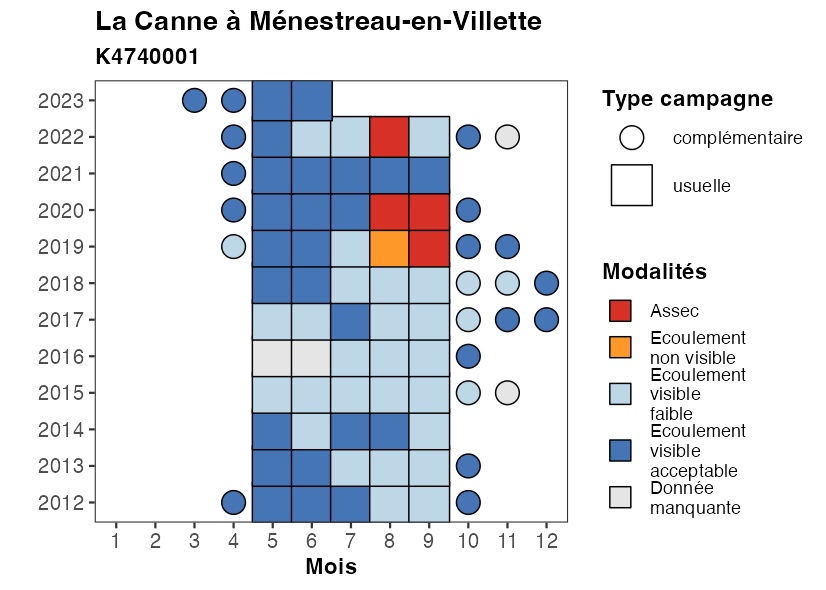 La Canne à Ménestreau-en-Villette
K4740001
2023
2022
2021
2020
2019
2018
2017
2016
2015
2014
2013
2012
1 2 3 4 5 6 7 8 9 10 11 12
Mois
Type campagne
complémentaire
usuelle
Modalités
Assec
Ecoulement
non visible
Ecoulement
visible
faible
Ecoulement
visible
acceptable
Donnée
manquante